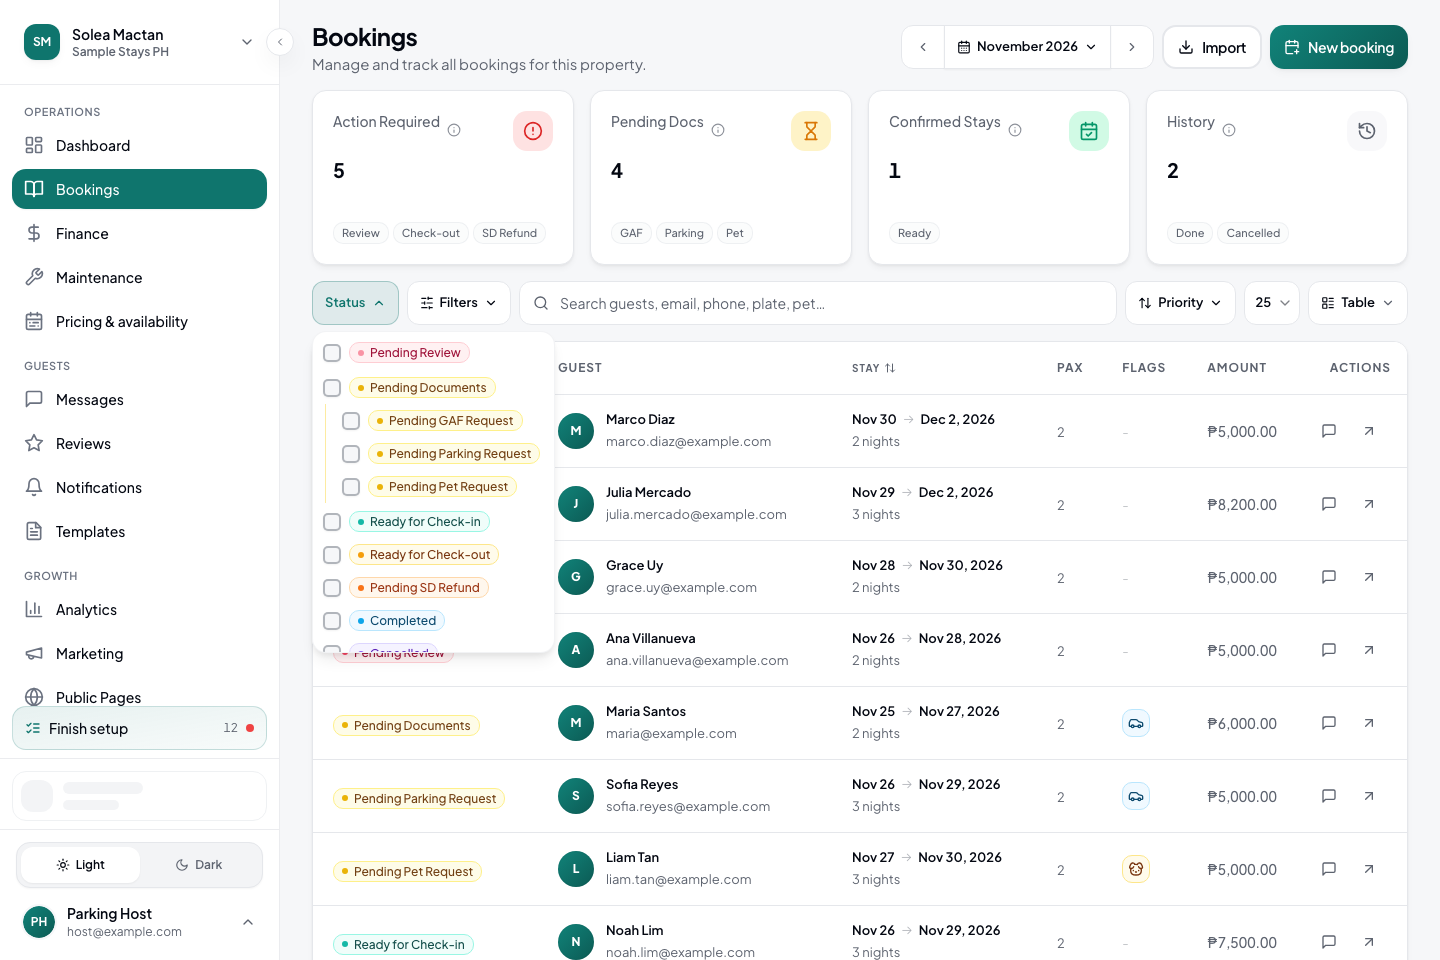 SM
Solea Mactan
Sample Stays PH
OPERATIONS
Dashboard
Bookings
Finance
Maintenance
Pricing & availability
GUESTS
Messages
Reviews
Notifications
Templates
GROWTH
Analytics
Marketing
Public Pages
Finish setup 12
Light Dark
PH
Parking Host
host@example.com
Bookings
Manage and track all bookings for this property.
November 2026
Import
New booking
Action Required
5
Review Check-out SD Refund
Pending Docs
4
GAF Parking Pet
Confirmed Stays
1
Ready
History
2
Done Cancelled
Status
Filters
Search guests, email, phone, plate, pet...
Priority
25
Table
Pending Review
Pending Documents
Pending GAF Request
Pending Parking Request
Pending Pet Request
Ready for Check-in
Ready for Check-out
Pending SD Refund
Completed
Cancelled
GUEST STAY PAX FLAGS AMOUNT ACTIONS
M Marco Diaz Nov 30 → Dec 2, 2026 2 - ₱5,000.00
marco.diaz@example.com 2 nights
J Julia Mercado Nov 29 → Dec 2, 2026 2 - ₱8,200.00
julia.mercado@example.com 3 nights
G Grace Uy Nov 28 → Nov 30, 2026 2 - ₱5,000.00
grace.uy@example.com 2 nights
Pending Review A Ana Villanueva Nov 26 → Nov 28, 2026 2 - ₱5,000.00
ana.villanueva@example.com 2 nights
Pending Documents M Maria Santos Nov 25 → Nov 27, 2026 2 ₱6,000.00
maria@example.com 2 nights
Pending Parking Request S Sofia Reyes Nov 26 → Nov 29, 2026 2 ₱5,000.00
sofia.reyes@example.com 3 nights
Pending Pet Request L Liam Tan Nov 27 → Nov 30, 2026 2 ₱5,000.00
liam.tan@example.com 3 nights
Ready for Check-in N Noah Lim Nov 26 → Nov 29, 2026 2 - ₱7,500.00
noah.lim@example.com 3 nights